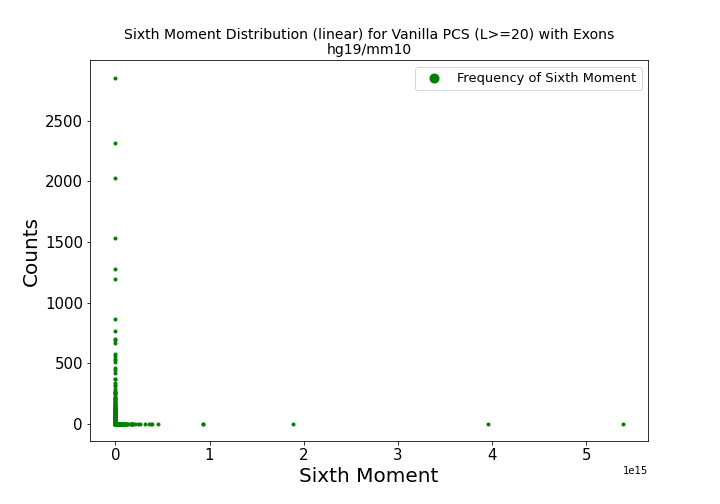 Sixth Moment Distribution (linear) for Vanilla PCS (L>=20) with Exons
hg19/mm10
Frequency of Sixth Moment
2500
2000
1500
1000
500
0
Counts
0 1 2 3 4 5
1e15
Sixth Moment